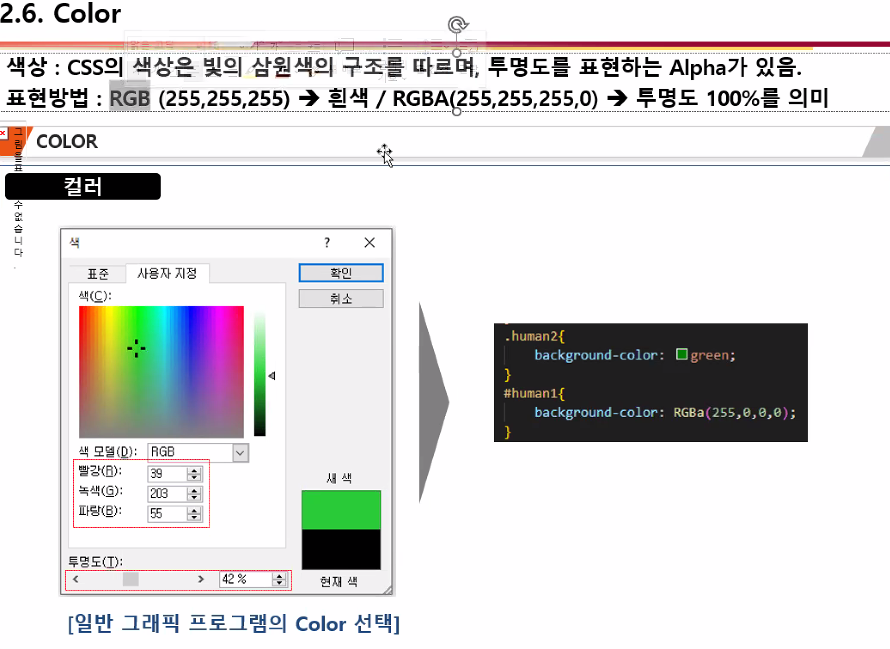 2.6. Color
색상 : CSS의 색상은 빛의 삼원색의 구조를 따르며, 투명도를 표현하는 Alpha가 있음.
표현방법 : RGB (255,255,255) ➔ 흰색 / RGBA(255,255,255,0) ➔ 투명도 100%를 의미
COLOR
컬러
수 없습니다.
색
?
표준
사용자 지정
확인
취소
색(C):
색 모델(D):
RGB
빨강(R):
39
녹색(G):
203
파랑(B):
55
새 색
현재 색
투명도(T):
42 %
[일반 그래픽 프로그램의 Color 선택]
.human2{
background-color: green;
}
#human1{
background-color: RGBa(255,0,0,0);
}